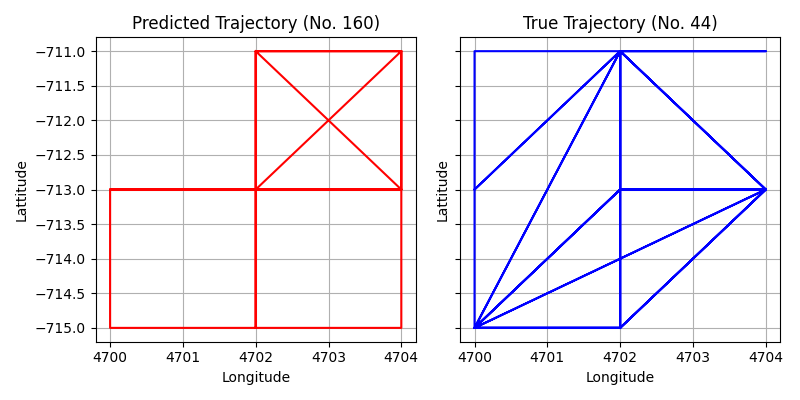 Predicted Trajectory (No. 160)
True Trajectory (No. 44)
Lattitude
−711.0
−711.5
−712.0
−712.5
−713.0
−713.5
−714.0
−714.5
−715.0
4700 4701 4702 4703 4704
Longitude
Lattitude
4700 4701 4702 4703 4704
Longitude